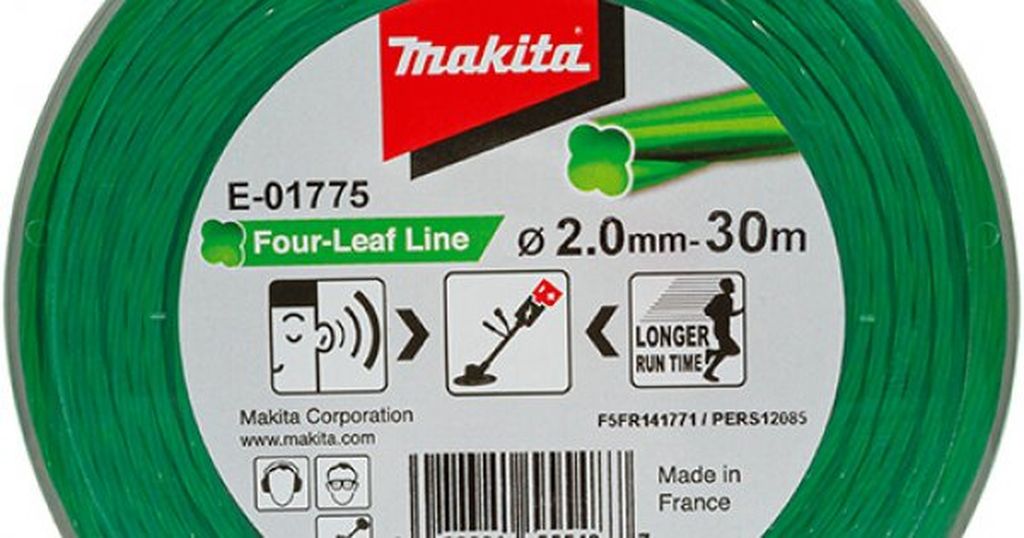 makita
E-01775
Four-Leaf Line
ø 2.0mm-30m
LONGER
RUN TIME
Makita Corporation
www.makita.com
F5FR141771 / PERS12085
Made in
France